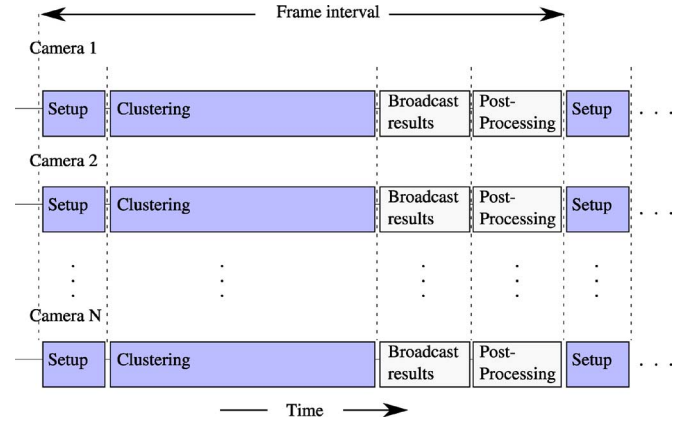 Frame interval
Camera 1
Setup Clustering Broadcast results Post-Processing Setup . . .
Camera 2
Setup Clustering Broadcast results Post-Processing Setup . . .
Camera N
Setup Clustering Broadcast results Post-Processing Setup . . .
Time